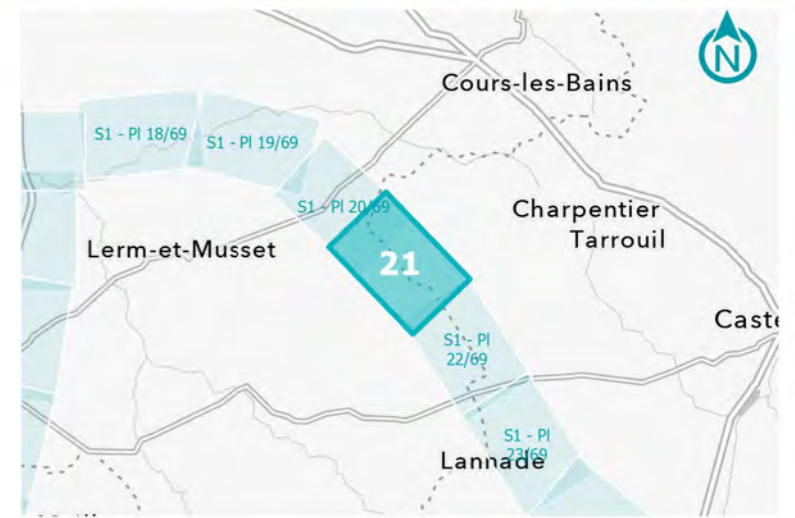 N
Cours-les-Bains
S1 - Pl 18/69
S1 - Pl 19/69
S1 - Pl 20/69
Charpentier
Tarrouil
Lerm-et-Musset
21
Caste
S1 - Pl
22/69
S1 - Pl
23/69
Lannade